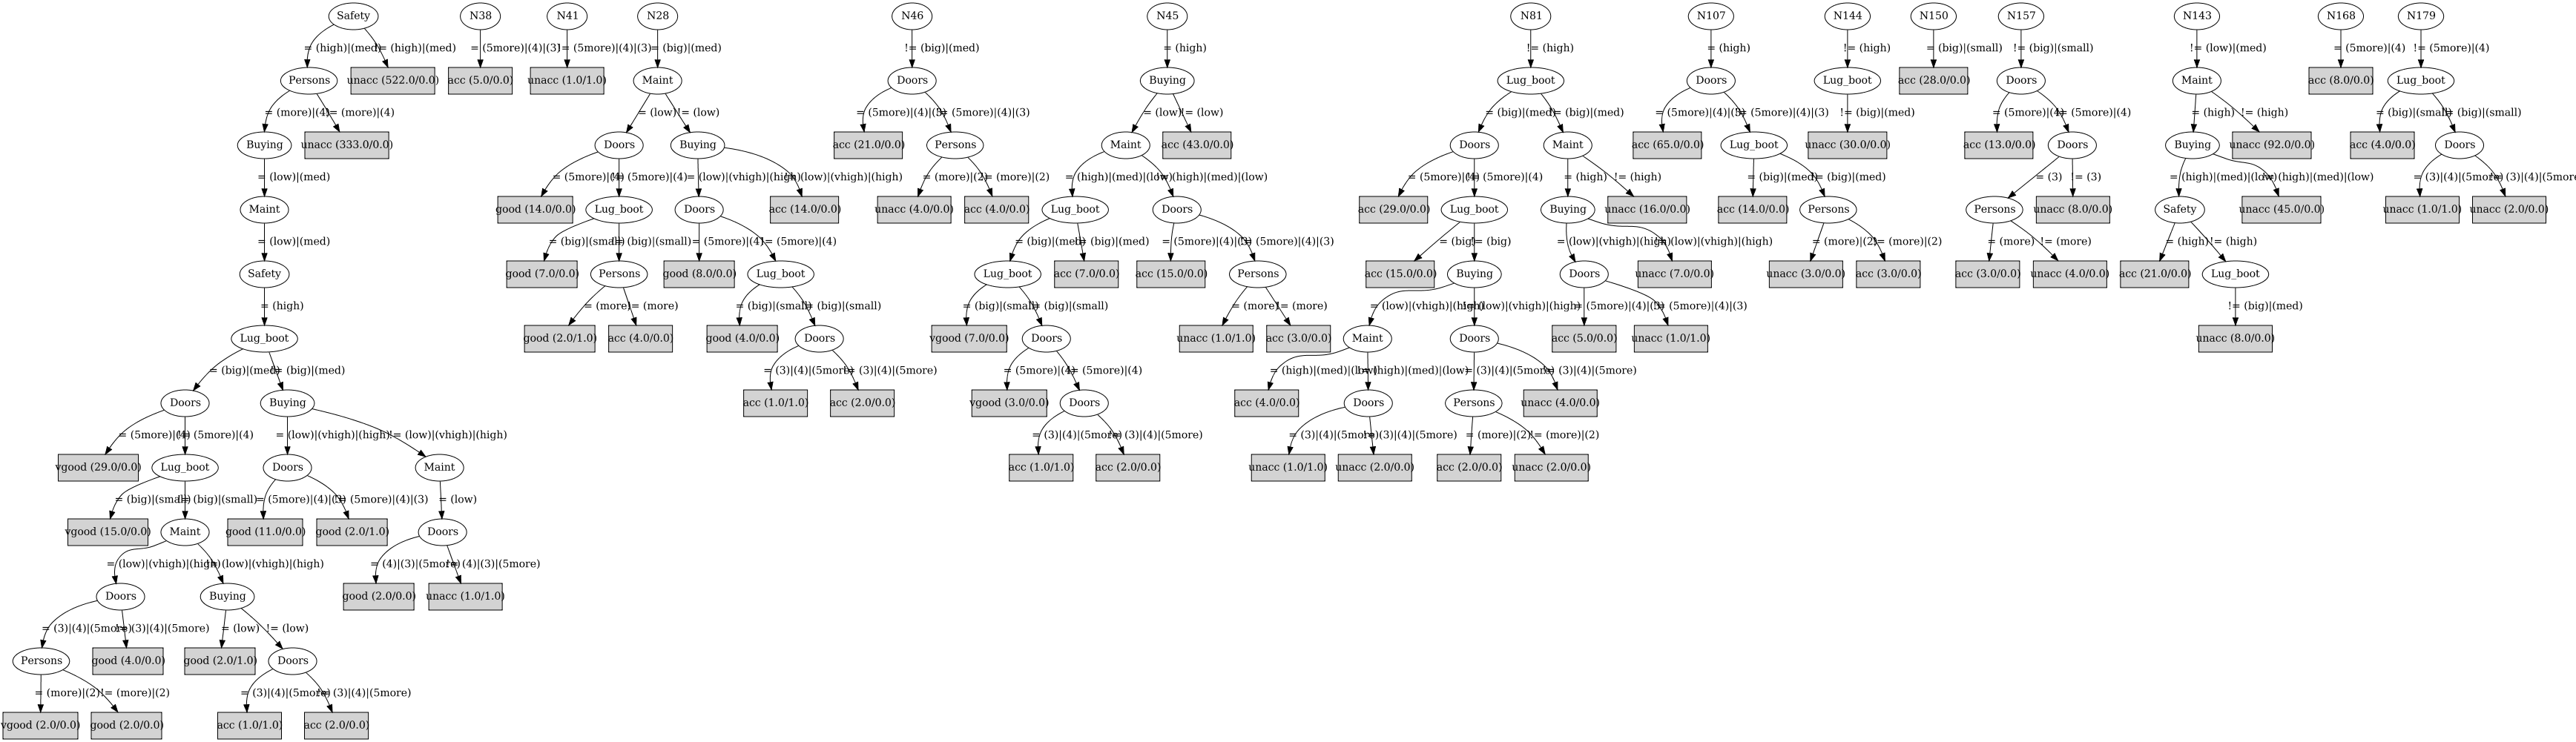 Safety N38 N41 N28 N46 N45 N81 N107 N144 N150 N157 N143 N168 N179
= (high)|(med) != (high)|(med) = (5more)|(4)|(3) != (5more)|(4)|(3) = (big)|(med) != (big)|(med) = (high) != (high) = (high) != (high) = (big)|(small) != (big)|(small) != (low)|(med) = (5more)|(4) != (5more)|(4)
Persons unacc (522.0/0.0) acc (5.0/0.0) unacc (1.0/1.0) Maint Doors Buying Lug_boot Doors Lug_boot acc (28.0/0.0) Doors Maint acc (8.0/0.0) Lug_boot
= (more)|(4) != (more)|(4) = (low) != (low) = (5more)|(4)|(3) != (5more)|(4)|(3) = (low) != (low) = (big)|(med) != (big)|(med) = (5more)|(4)|(3) != (5more)|(4)|(3) != (big)|(med) = (5more)|(4) != (5more)|(4) = (high) != (high) = (big)|(small) != (big)|(small)
Buying unacc (333.0/0.0) Doors Buying acc (21.0/0.0) Persons Maint acc (43.0/0.0) Doors Maint acc (65.0/0.0) Lug_boot unacc (30.0/0.0) acc (13.0/0.0) Doors Buying unacc (92.0/0.0) acc (4.0/0.0) Doors
= (low)|(med) = (5more)|(4) != (5more)|(4) = (low)|(vhigh)|(high) != (low)|(vhigh)|(high) = (more)|(2) != (more)|(2) = (high)|(med)|(low) != (high)|(med)|(low) = (5more)|(4) != (5more)|(4) = (high) != (high) = (big)|(med) != (big)|(med) = (3) != (3) = (high)|(med)|(low) != (high)|(med)|(low) = (3)|(4)|(5more) != (3)|(4)|(5more)
Maint good (14.0/0.0) Lug_boot Doors acc (14.0/0.0) unacc (4.0/0.0) acc (4.0/0.0) Lug_boot Doors acc (29.0/0.0) Lug_boot Buying unacc (16.0/0.0) acc (14.0/0.0) Persons Persons unacc (8.0/0.0) Safety unacc (45.0/0.0) unacc (1.0/1.0) unacc (2.0/0.0)
= (low)|(med) = (big)|(small) != (big)|(small) = (5more)|(4) != (5more)|(4) = (big)|(med) != (big)|(med) = (5more)|(4)|(3) != (5more)|(4)|(3) = (big) != (big) = (low)|(vhigh)|(high) != (low)|(vhigh)|(high) = (more)|(2) != (more)|(2) = (more) != (more) = (high) != (high)
Safety good (7.0/0.0) Persons good (8.0/0.0) Lug_boot Lug_boot acc (7.0/0.0) acc (15.0/0.0) Persons acc (15.0/0.0) Buying Doors unacc (7.0/0.0) unacc (3.0/0.0) acc (3.0/0.0) acc (3.0/0.0) unacc (4.0/0.0) acc (21.0/0.0) Lug_boot
= (high) = (more) != (more) = (big)|(small) != (big)|(small) = (big)|(small) != (big)|(small) = (more) != (more) = (low)|(vhigh)|(high) != (low)|(vhigh)|(high) = (5more)|(4)|(3) != (5more)|(4)|(3) != (big)|(med)
Lug_boot good (2.0/1.0) acc (4.0/0.0) good (4.0/0.0) Doors vgood (7.0/0.0) Doors unacc (1.0/1.0) acc (3.0/0.0) Maint Doors acc (5.0/0.0) unacc (1.0/1.0) unacc (8.0/0.0)
= (big)|(med) != (big)|(med) = (3)|(4)|(5more) != (3)|(4)|(5more) = (5more)|(4) != (5more)|(4) = (high)|(med)|(low) != (high)|(med)|(low) = (3)|(4)|(5more) != (3)|(4)|(5more)
Doors Buying acc (1.0/1.0) acc (2.0/0.0) vgood (3.0/0.0) Doors acc (4.0/0.0) Doors Persons unacc (4.0/0.0)
= (5more)|(4) != (5more)|(4) = (low)|(vhigh)|(high) != (low)|(vhigh)|(high) = (3)|(4)|(5more) != (3)|(4)|(5more) = (3)|(4)|(5more) != (3)|(4)|(5more) = (more)|(2) != (more)|(2)
vgood (29.0/0.0) Lug_boot Doors Maint acc (1.0/1.0) acc (2.0/0.0) unacc (1.0/1.0) unacc (2.0/0.0) acc (2.0/0.0) unacc (2.0/0.0)
= (big)|(small) != (big)|(small) = (5more)|(4)|(3) != (5more)|(4)|(3) = (low)
vgood (15.0/0.0) Maint good (11.0/0.0) good (2.0/1.0) Doors
= (low)|(vhigh)|(high) != (low)|(vhigh)|(high) = (4)|(3)|(5more) != (4)|(3)|(5more)
Doors Buying good (2.0/0.0) unacc (1.0/1.0)
= (3)|(4)|(5more) != (3)|(4)|(5more) = (low) != (low)
Persons good (4.0/0.0) good (2.0/1.0) Doors
= (more)|(2) != (more)|(2) = (3)|(4)|(5more) != (3)|(4)|(5more)
vgood (2.0/0.0) good (2.0/0.0) acc (1.0/1.0) acc (2.0/0.0)